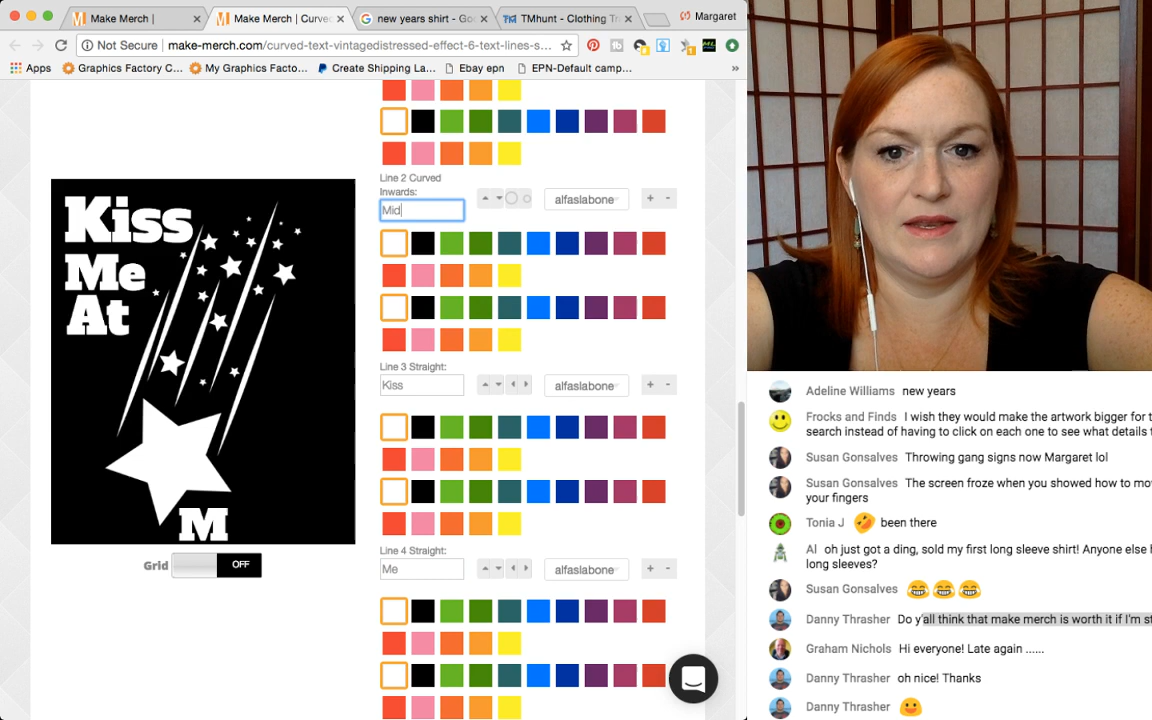 Make Merch |
Make Merch | Curve
new years shirt - Goo
TMhunt - Clothing Tra
Margaret
Not Secure | make-merch.com/curved-text-vintagedistressed-effect-6-text-lines-s...
Apps
Graphics Factory C...
My Graphics Facto...
Create Shipping La...
Ebay epn
EPN-Default camp...
»
Line 2 Curved
Inwards:
Mid
alfaslabone
+ -
Line 3 Straight:
Kiss
alfaslabone
+ -
Line 4 Straight:
Me
alfaslabone
+ -
Kiss
Me
At
M
Grid OFF
Adeline Williams new years
Frocks and Finds I wish they would make the artwork bigger for t
search instead of having to click on each one to see what details t
Susan Gonsalves Throwing gang signs now Margaret lol
Susan Gonsalves The screen froze when you showed how to mo
your fingers
Tonia J been there
Al oh just got a ding, sold my first long sleeve shirt! Anyone else h
long sleeves?
Susan Gonsalves
Danny Thrasher Do y'all think that make merch is worth it if I'm st
Graham Nichols Hi everyone! Late again ......
Danny Thrasher oh nice! Thanks
Danny Thrasher